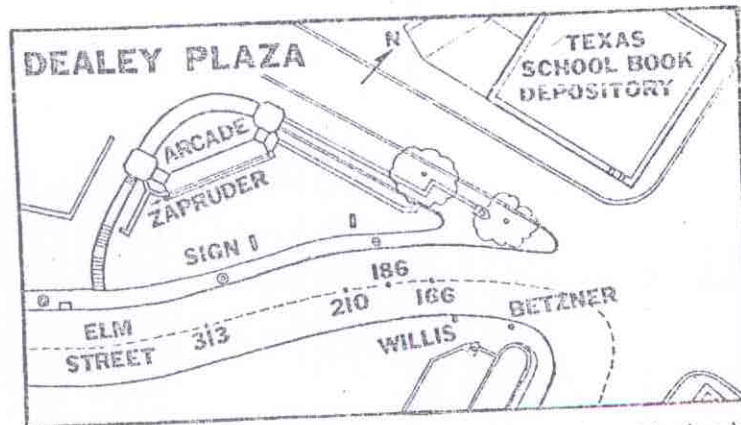 DEALEY PLAZA
N
TEXAS
SCHOOL BOOK
DEPOSITORY
ARCADE
ZAPRUDER
SIGN
186
210
166
BETZNER
ELM
STREET
313
WILLIS